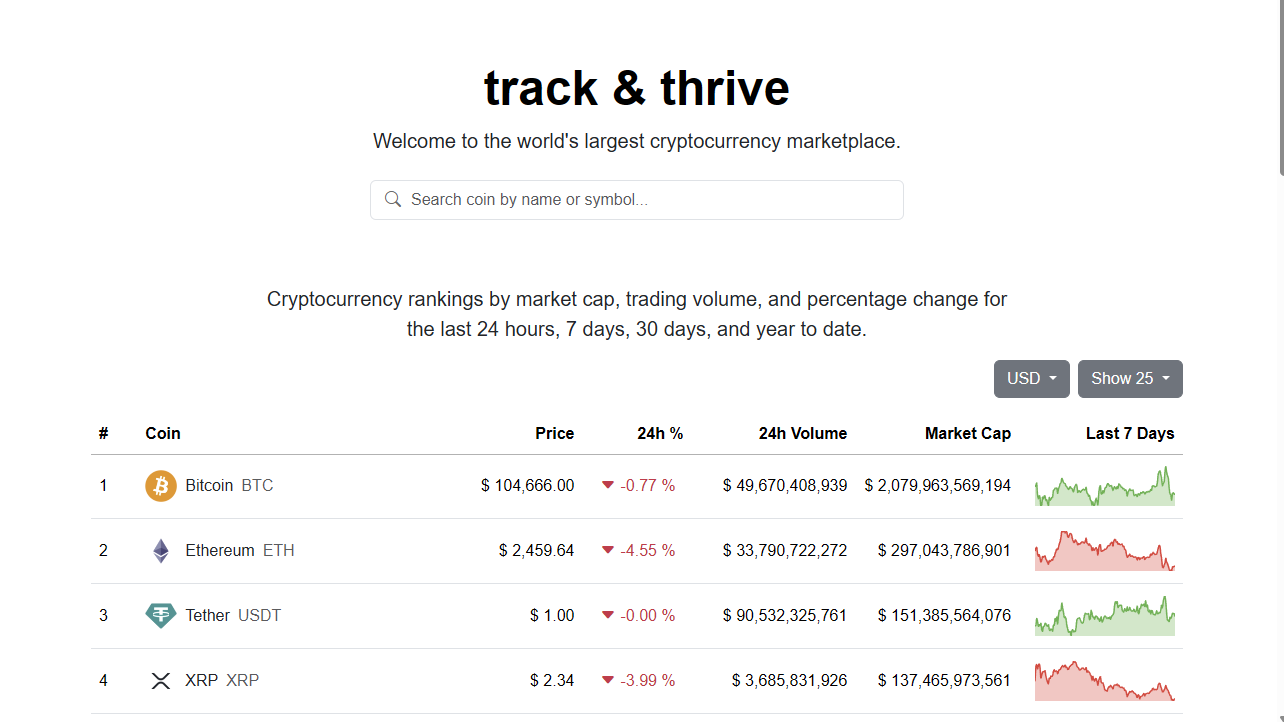 track & thrive
Welcome to the world's largest cryptocurrency marketplace.
Search coin by name or symbol...
Cryptocurrency rankings by market cap, trading volume, and percentage change for
the last 24 hours, 7 days, 30 days, and year to date.
USD Show 25
# Coin Price 24h % 24h Volume Market Cap Last 7 Days
1 Bitcoin BTC $ 104,666.00 -0.77 % $ 49,670,408,939 $ 2,079,963,569,194
2 Ethereum ETH $ 2,459.64 -4.55 % $ 33,790,722,272 $ 297,043,786,901
3 Tether USDT $ 1.00 -0.00 % $ 90,532,325,761 $ 151,385,564,076
4 XRP XRP $ 2.34 -3.99 % $ 3,685,831,926 $ 137,465,973,561